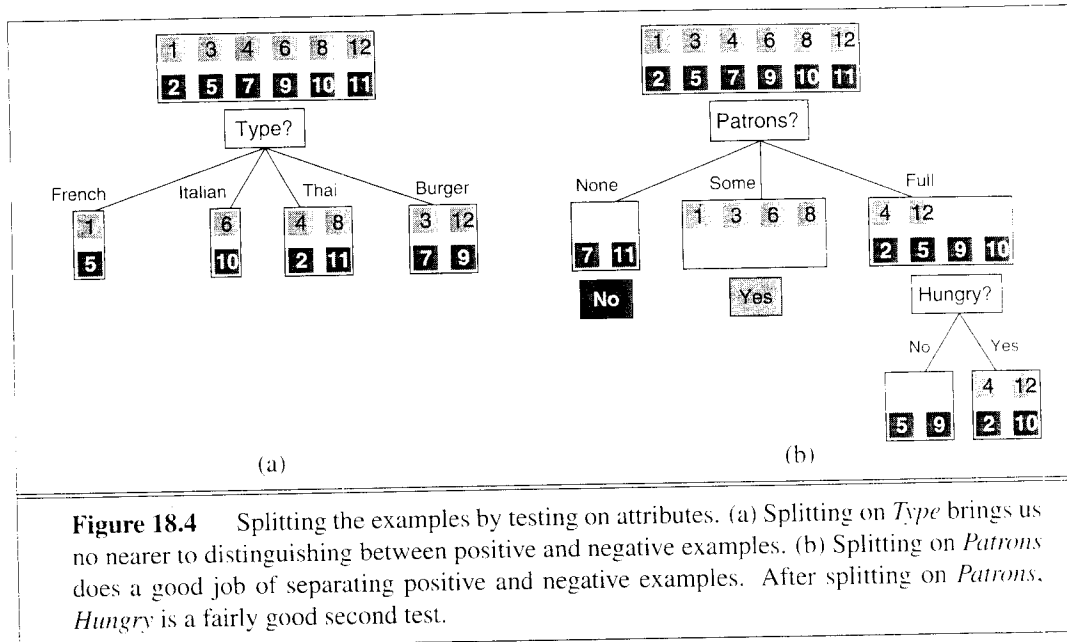 1 3 4 6 8 12
2 5 7 9 10 11
Type?
French Italian Thai Burger
1 6 4 8 3 12
5 10 2 11 7 9
(a)
1 3 4 6 8 12
2 5 7 9 10 11
Patrons?
None Some Full
1 3 6 8 4 12
7 11 2 5 9 10
No Yes Hungry?
No Yes
4 12
5 9 2 10
(b)
Figure 18.4 Splitting the examples by testing on attributes. (a) Splitting on Type brings us
no nearer to distinguishing between positive and negative examples. (b) Splitting on Patrons
does a good job of separating positive and negative examples. After splitting on Patrons,
Hungry is a fairly good second test.